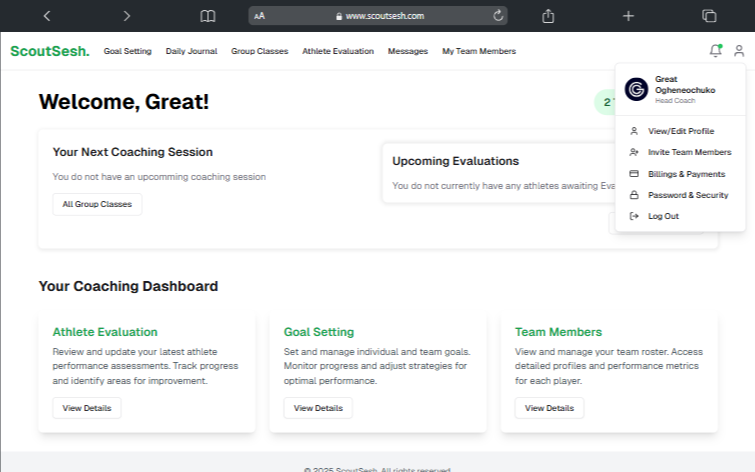 AA www.scoutsesh.com
ScoutSesh. Goal Setting Daily Journal Group Classes Athlete Evaluation Messages My Team Members
Great
Ogheneochuko
Head Coach
View/Edit Profile
Invite Team Members
Billings & Payments
Password & Security
Log Out
Welcome, Great!
2
Your Next Coaching Session
You do not have an upcomming coaching session
All Group Classes
Upcoming Evaluations
You do not currently have any athletes awaiting
Your Coaching Dashboard
Athlete Evaluation
Review and update your latest athlete
performance assessments. Track progress
and identify areas for improvement.
View Details
Goal Setting
Set and manage individual and team goals.
Monitor progress and adjust strategies for
optimal performance.
View Details
Team Members
View and manage your team roster. Access
detailed profiles and performance metrics
for each player.
View Details
© 2025 ScoutSesh. All rights reserved